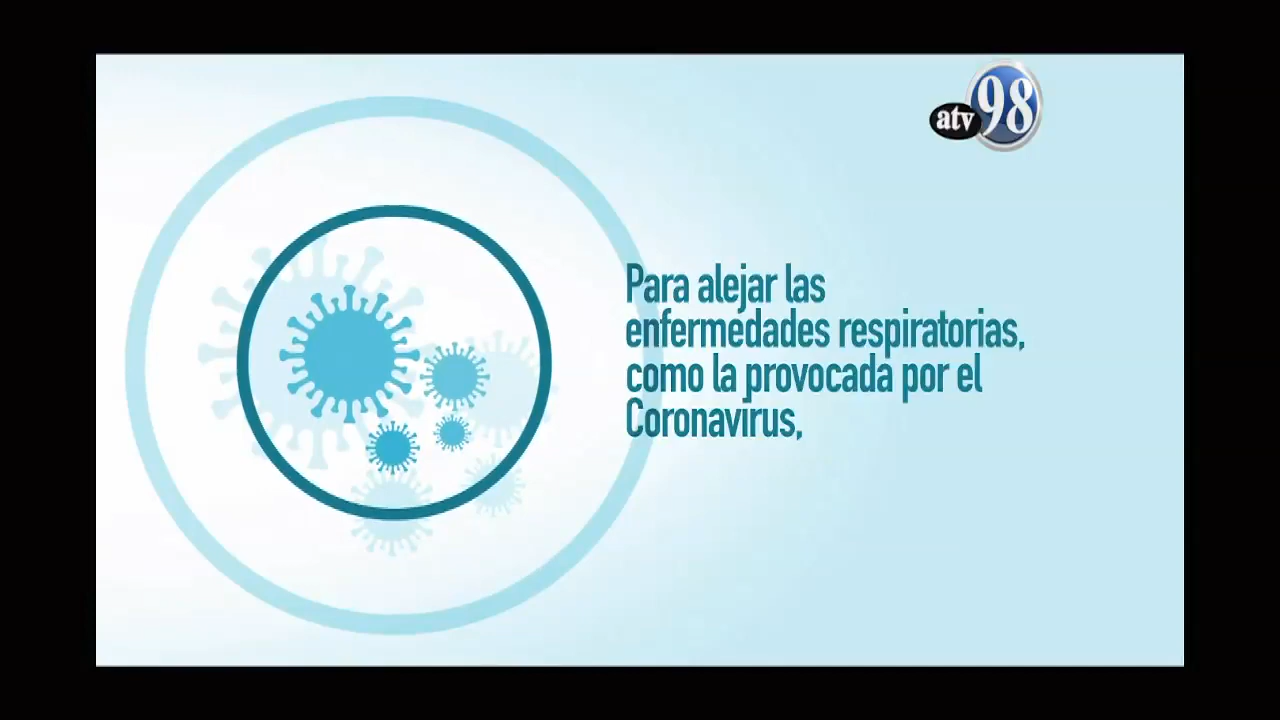 atv 98
Para alejar las
enfermedades respiratorias,
como la provocada por el
Coronavirus,